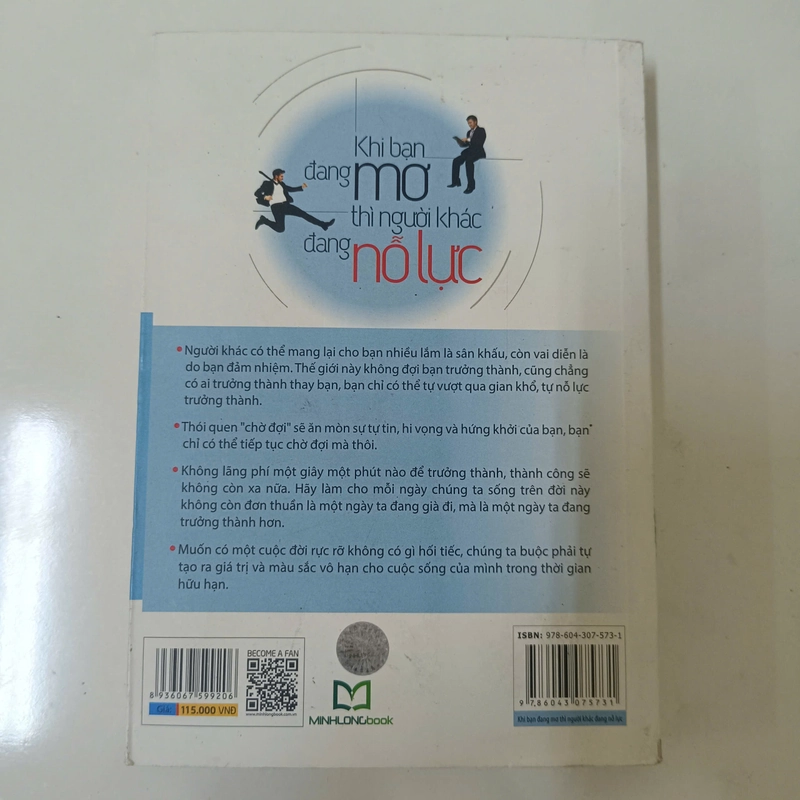 Khi bạn
đang mơ
thì người khác
đang nỗ lực
• Người khác có thể mang lại cho bạn nhiều lắm là sân khấu, còn vai diễn là
do bạn đảm nhiệm. Thế giới này không đợi bạn trưởng thành, cũng chẳng
có ai trưởng thành thay bạn, bạn chỉ có thể tự vượt qua gian khổ, tự nỗ lực
trưởng thành.
• Thói quen "chờ đợi" sẽ ăn mòn sự tự tin, hi vọng và hứng khởi của bạn, bạn
chỉ có thể tiếp tục chờ đợi mà thôi.
• Không lãng phí một giây một phút nào để trưởng thành, thành công sẽ
không còn xa nữa. Hãy làm cho mỗi ngày chúng ta sống trên đời này
không còn đơn thuần là một ngày ta đang già đi, mà là một ngày ta đang
trưởng thành hơn.
• Muốn có một cuộc đời rực rỡ không có gì hối tiếc, chúng ta buộc phải tự
tạo ra giá trị và màu sắc vô hạn cho cuộc sống của mình trong thời gian
hữu hạn.
8 936067 599206
Giá: 115.000 VNĐ
BECOME A FAN
www.minhlongbook.com.vn
MINHLONGbook
ISBN: 978-604-307-573-1
9 786043 075731
Khi bạn đang mơ thì người khác đang nỗ lực